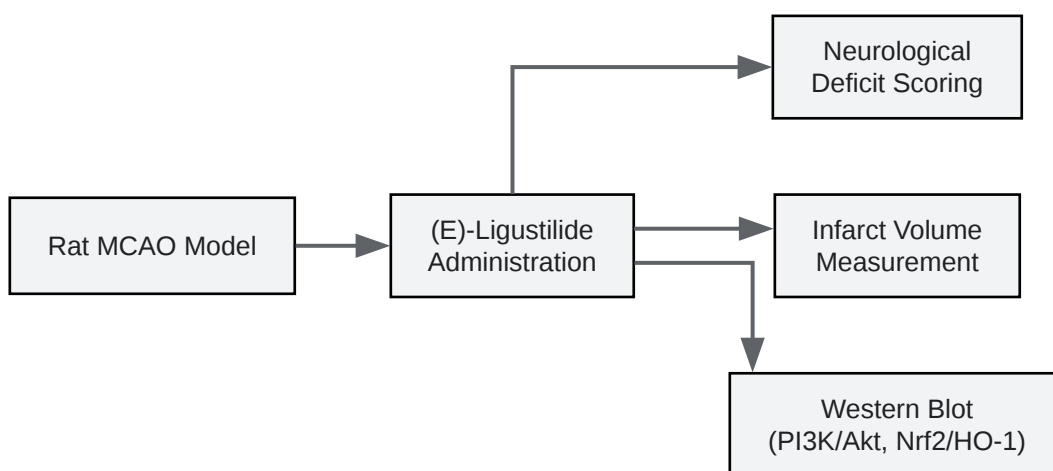 Neurological
Deficit Scoring
Rat MCAO Model
(E)-Ligustilide
Administration
Infarct Volume
Measurement
Western Blot
(PI3K/Akt, Nrf2/HO-1)